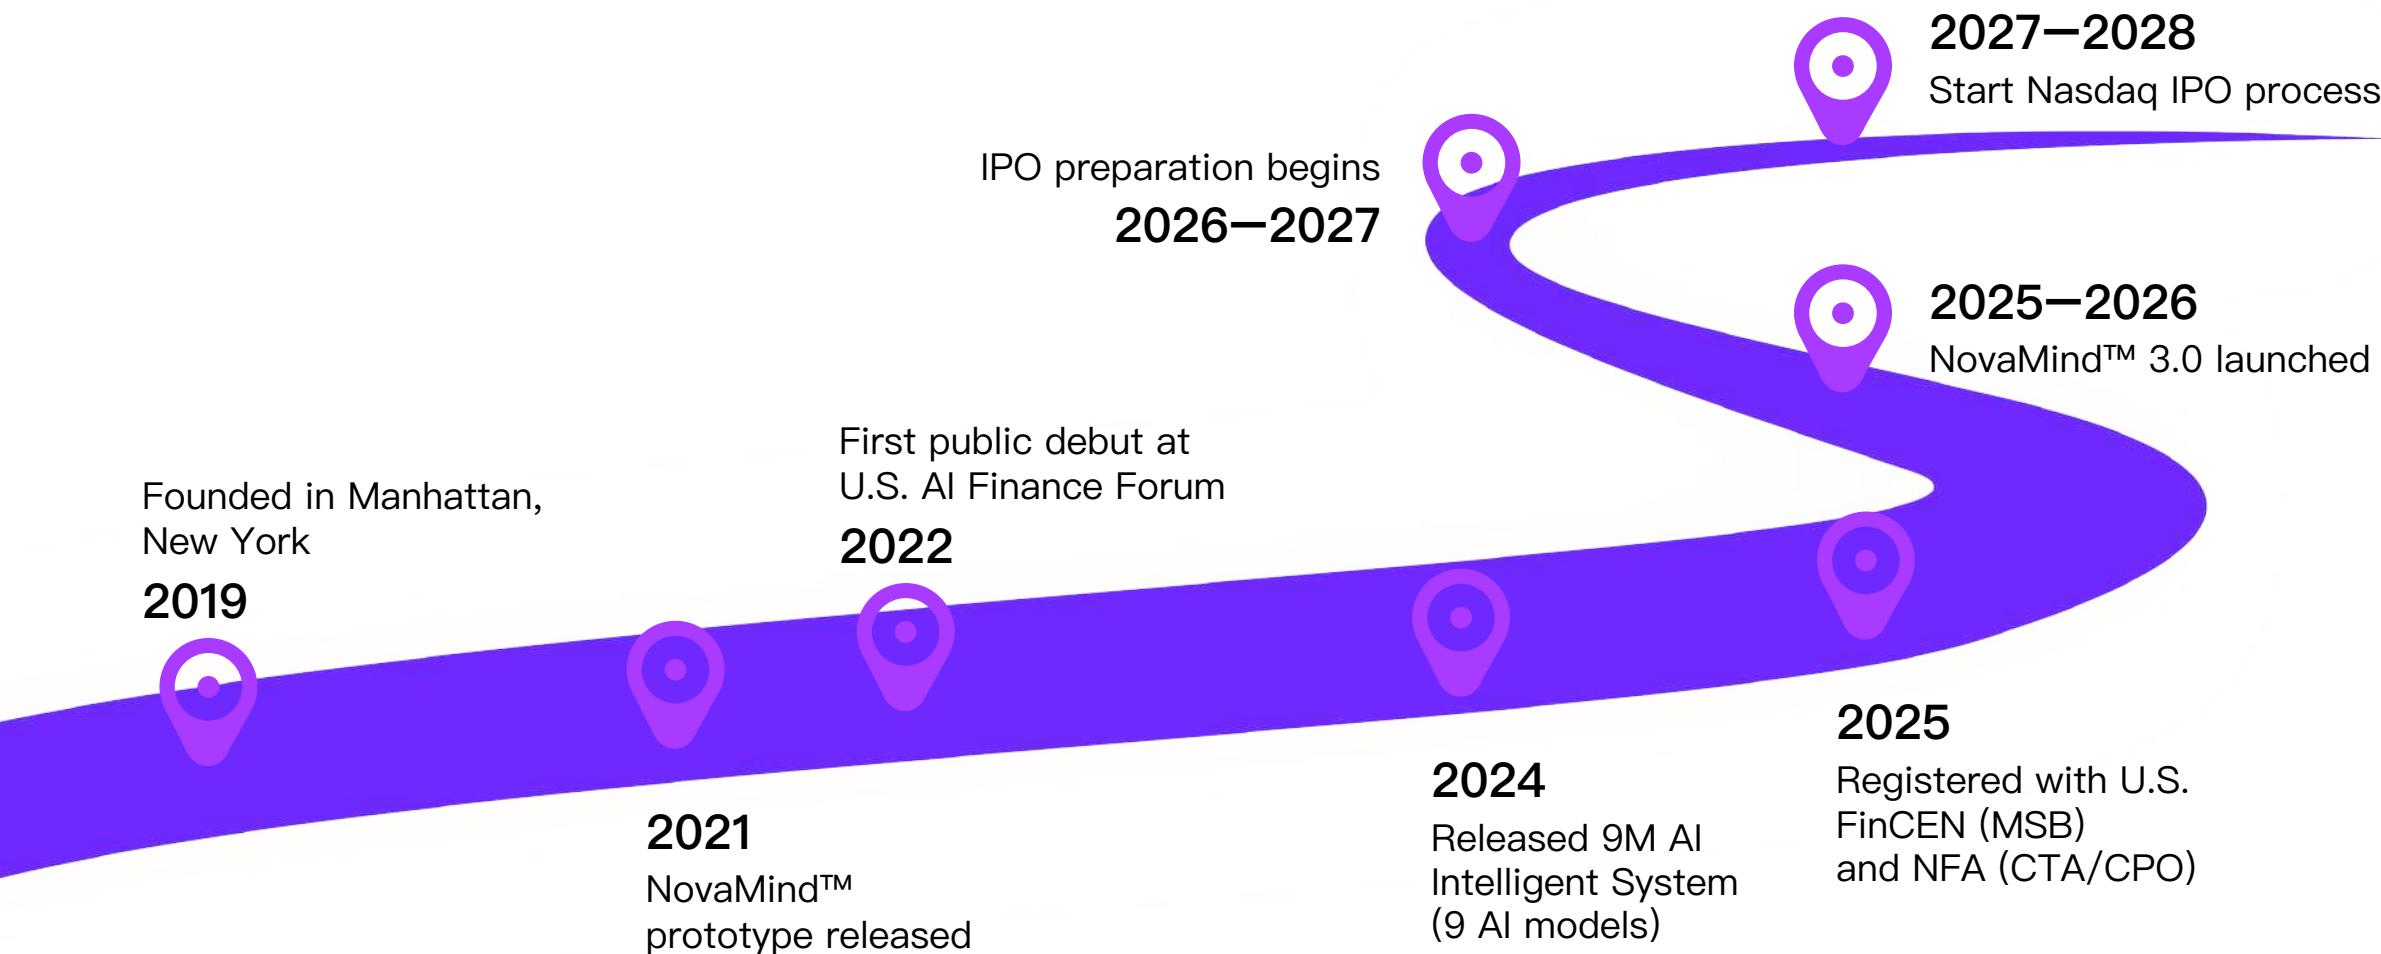 Founded in Manhattan,
New York
2019
2021
NovaMind™
prototype released
First public debut at
U.S. AI Finance Forum
2022
2024
Released 9M AI
Intelligent System
(9 AI models)
2025
Registered with U.S.
FinCEN (MSB)
and NFA (CTA/CPO)
2025—2026
NovaMind™ 3.0 launched
IPO preparation begins
2026—2027
2027—2028
Start Nasdaq IPO process